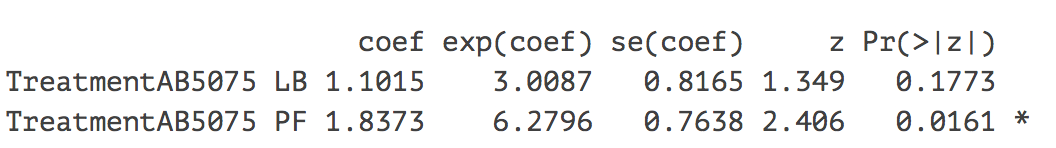 coef exp(coef) se(coef) z Pr(>|z|)
TreatmentAB5075 LB 1.1015 3.0087 0.8165 1.349 0.1773
TreatmentAB5075 PF 1.8373 6.2796 0.7638 2.406 0.0161 *